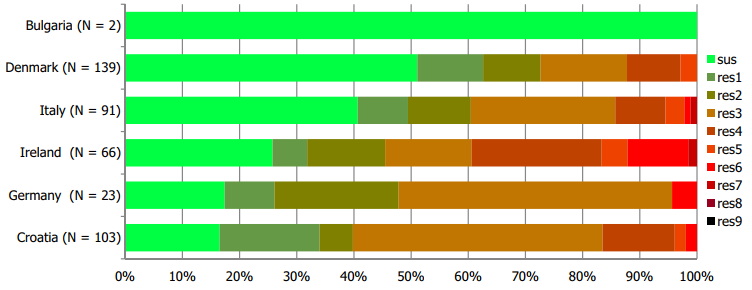 Bulgaria (N = 2)
Denmark (N = 139)
Italy (N = 91)
Ireland  (N = 66)
Germany  (N = 23)
Croatia (N = 103)
0% 10% 20% 30% 40% 50% 60% 70% 80% 90% 100%
sus
res1
res2
res3
res4
res5
res6
res7
res8
res9